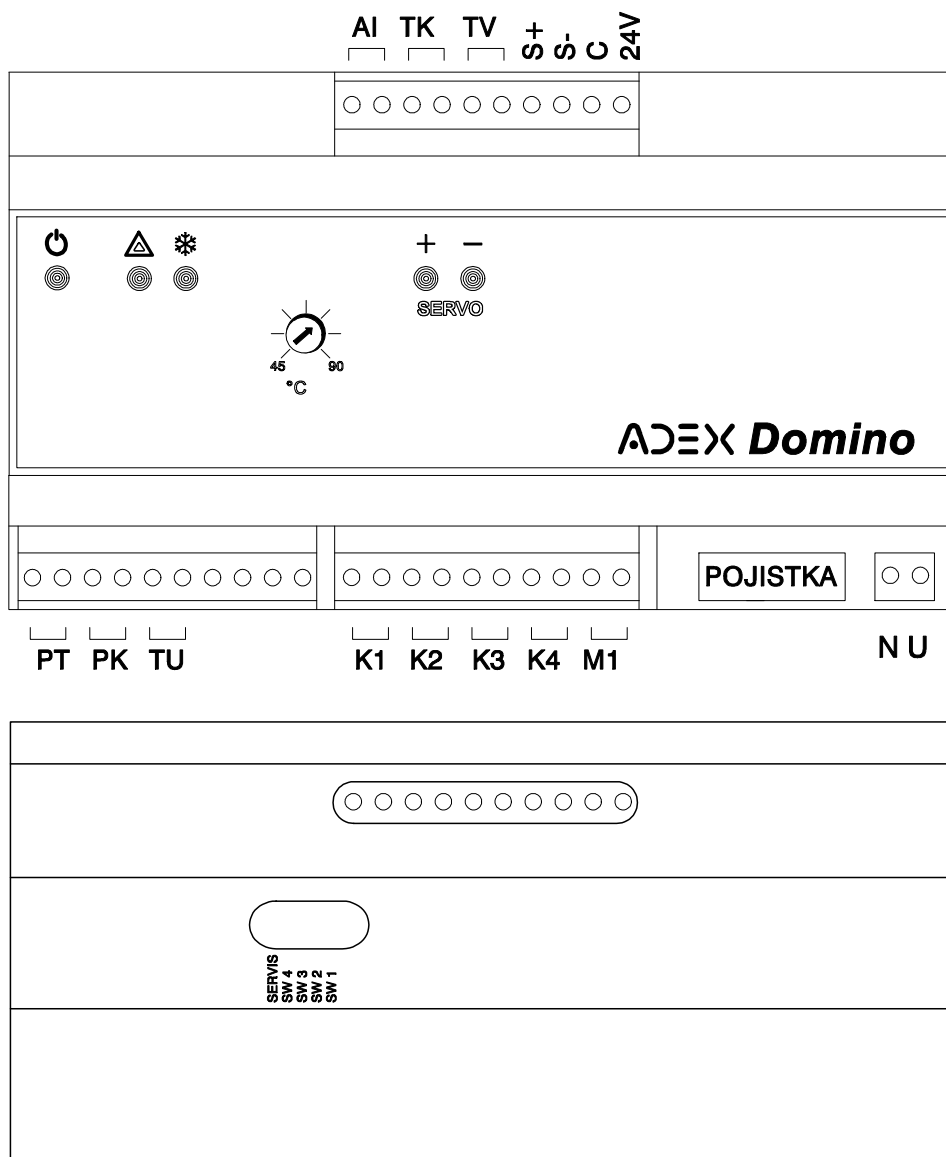 AI TK TV S+ S- C 24V
+ −
SERVO
45 90
°C
ADEX Domino
POJISTKA
PT PK TU K1 K2 K3 K4 M1 N U
SERVIS
SW 4
SW 3
SW 2
SW 1